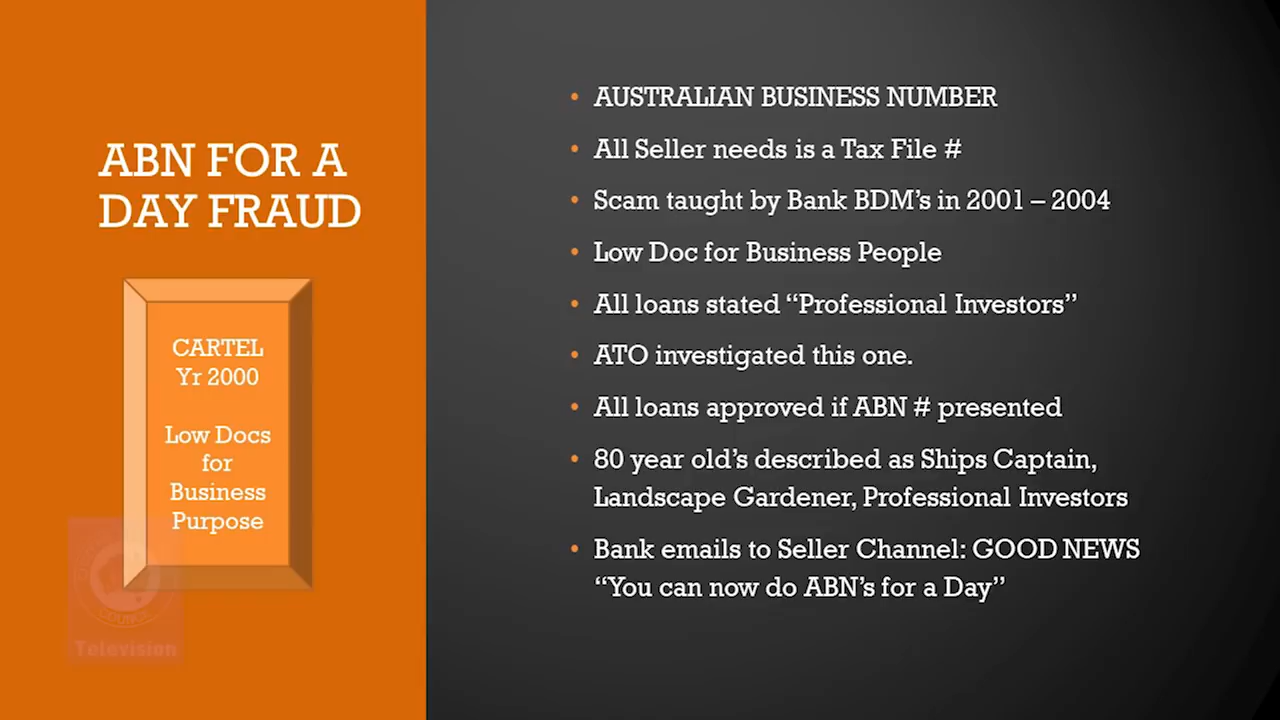 ABN FOR A
DAY FRAUD
CARTEL
Yr 2000
Low Docs
for
Business
Purpose
COUNCIL
Television
AUSTRALIAN BUSINESS NUMBER
All Seller needs is a Tax File #
Scam taught by Bank BDM’s in 2001 – 2004
Low Doc for Business People
All loans stated “Professional Investors”
ATO investigated this one.
All loans approved if ABN # presented
80 year old’s described as Ships Captain,
Landscape Gardener, Professional Investors
Bank emails to Seller Channel: GOOD NEWS
“You can now do ABN’s for a Day”